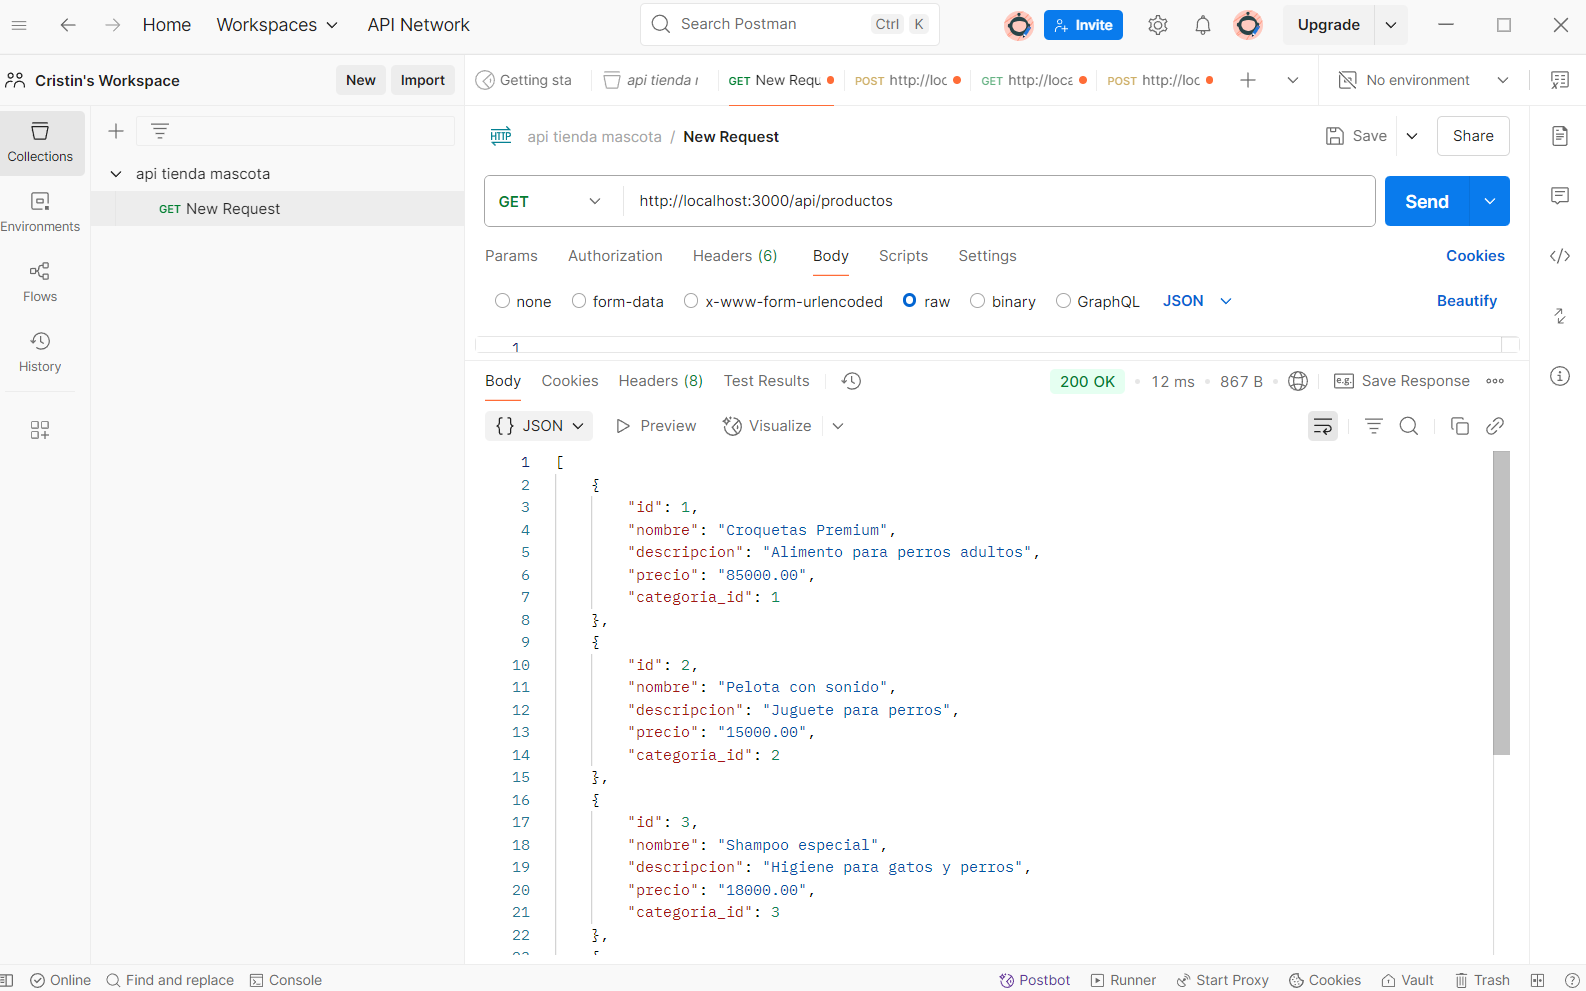 Home Workspaces API Network Search Postman Ctrl K Invite Upgrade
Cristin's Workspace New Import Getting sta api tienda r GET New Requ POST http://loc GET http://loca POST http://loc No environment
Collections
Environments
Flows
History
api tienda mascota
GET New Request
HTTP api tienda mascota / New Request Save Share
GET http://localhost:3000/api/productos Send
Params Authorization Headers (6) Body Scripts Settings Cookies
none form-data x-www-form-urlencoded raw binary GraphQL JSON Beautify
1
Body Cookies Headers (8) Test Results 200 OK 12 ms 867 B e.g. Save Response
{} JSON Preview Visualize
1 [
2 {
3 "id": 1,
4 "nombre": "Croquetas Premium",
5 "descripcion": "Alimento para perros adultos",
6 "precio": "85000.00",
7 "categoria_id": 1
8 },
9 {
10 "id": 2,
11 "nombre": "Pelota con sonido",
12 "descripcion": "Juguete para perros",
13 "precio": "15000.00",
14 "categoria_id": 2
15 },
16 {
17 "id": 3,
18 "nombre": "Shampoo especial",
19 "descripcion": "Higiene para gatos y perros",
20 "precio": "18000.00",
21 "categoria_id": 3
22 },
Online Find and replace Console Postbot Runner Start Proxy Cookies Vault Trash